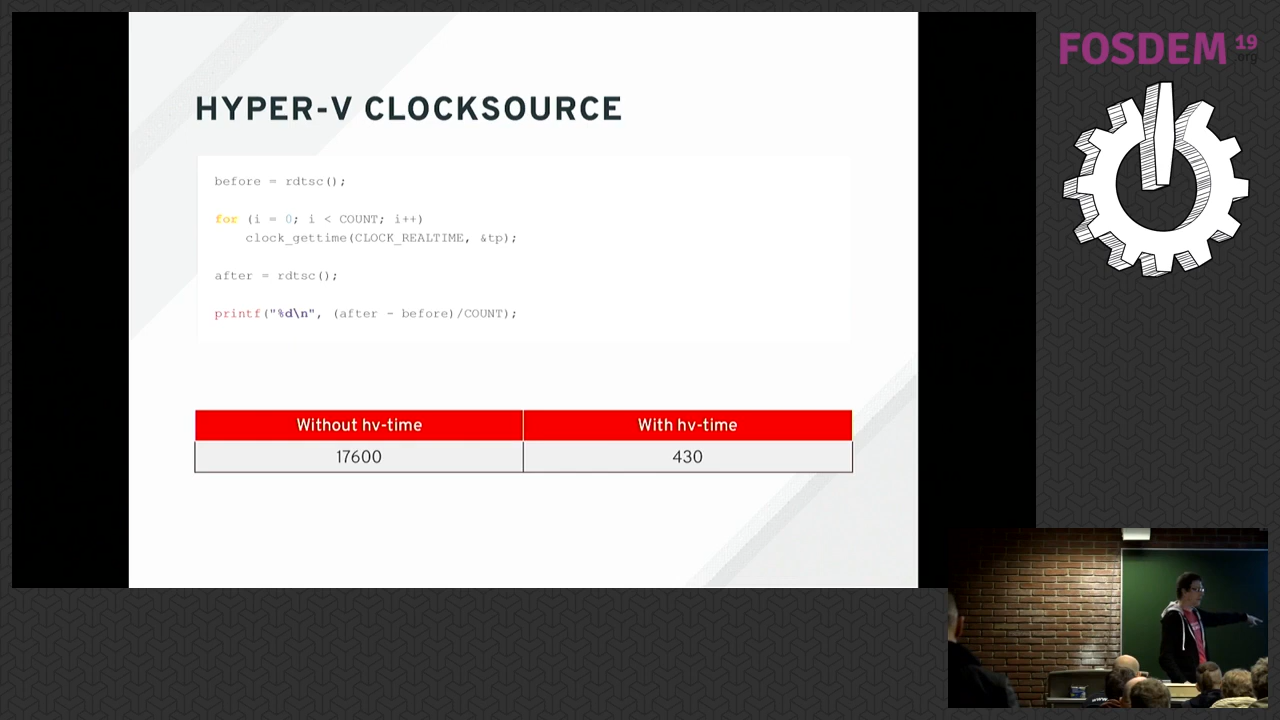 HYPER-V CLOCKSOURCE
before = rdtsc();
for (i = 0; i < COUNT; i++)
clock_gettime(CLOCK_REALTIME, &tp);
after = rdtsc();
printf("%d\n", (after - before)/COUNT);
Without hv-time With hv-time
17600 430
FOSDEM 19
.org